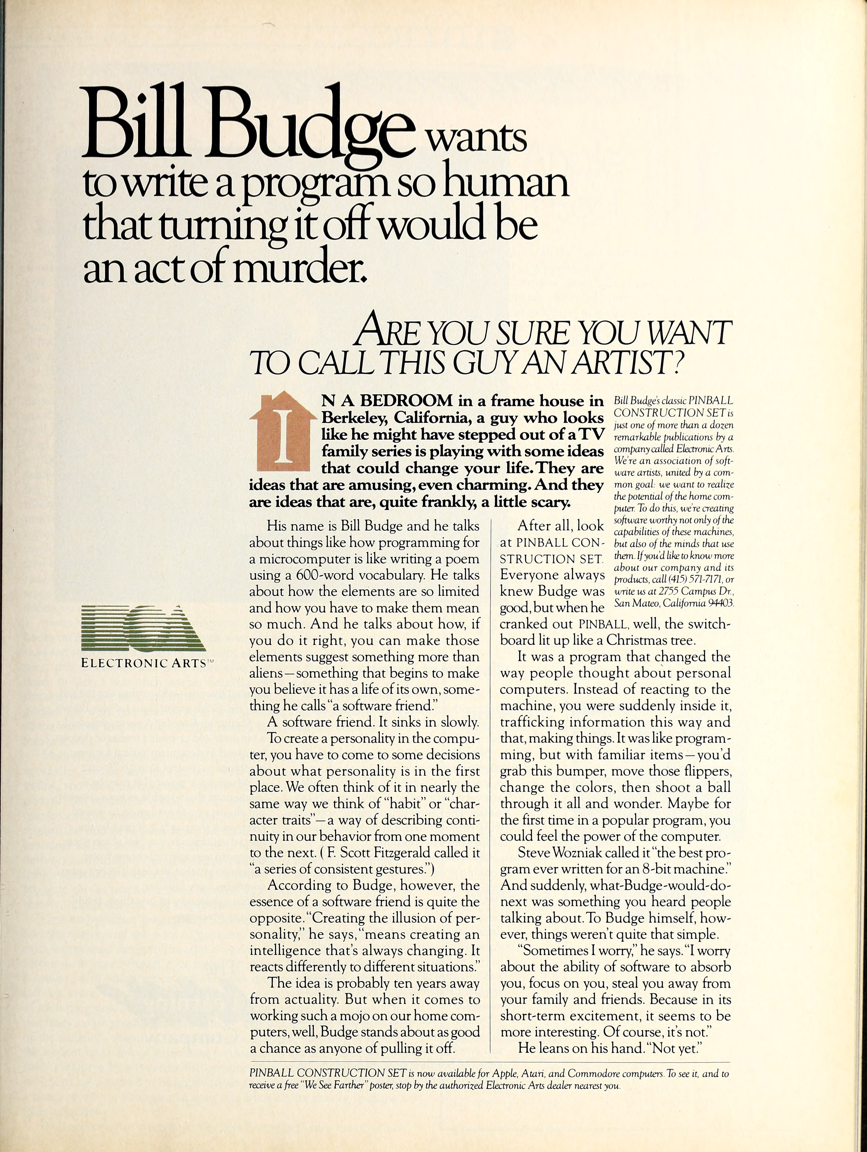 Bill Budge wants
to write a program so human
that turning it off would be
an act of murder.
ARE YOU SURE YOU WANT
TO CALL THIS GUY AN ARTIST?
IN A BEDROOM in a frame house in
Berkeley, California, a guy who looks
like he might have stepped out of a TV
family series is playing with some ideas
that could change your life. They are
ideas that are amusing, even charming. And they
are ideas that are, quite frankly, a little scary.
His name is Bill Budge and he talks
about things like how programming for
a microcomputer is like writing a poem
using a 600-word vocabulary. He talks
about how the elements are so limited
and how you have to make them mean
so much. And he talks about how, if
you do it right, you can make those
elements suggest something more than
aliens—something that begins to make
you believe it has a life of its own, some-
thing he calls “a software friend.”
A software friend. It sinks in slowly.
To create a personality in the compu-
ter, you have to come to some decisions
about what personality is in the first
place. We often think of it in nearly the
same way we think of “habit” or “char-
acter traits”—a way of describing conti-
nuity in our behavior from one moment
to the next. ( F. Scott Fitzgerald called it
“a series of consistent gestures.”)
According to Budge, however, the
essence of a software friend is quite the
opposite. “Creating the illusion of per-
sonality,” he says, “means creating an
intelligence that’s always changing. It
reacts differently to different situations.”
The idea is probably ten years away
from actuality. But when it comes to
working such a mojo on our home com-
puters, well, Budge stands about as good
a chance as anyone of pulling it off.
After all, look
at PINBALL CON-
STRUCTION SET.
Everyone always
knew Budge was
good, but when he
cranked out PINBALL, well, the switch-
board lit up like a Christmas tree.
It was a program that changed the
way people thought about personal
computers. Instead of reacting to the
machine, you were suddenly inside it,
trafficking information this way and
that, making things. It was like program-
ming, but with familiar items—you’d
grab this bumper, move those flippers,
change the colors, then shoot a ball
through it all and wonder. Maybe for
the first time in a popular program, you
could feel the power of the computer.
Steve Wozniak called it “the best pro-
gram ever written for an 8-bit machine.”
And suddenly, what-Budge-would-do-
next was something you heard people
talking about. To Budge himself, how-
ever, things weren’t quite that simple.
“Sometimes I worry,” he says. “I worry
about the ability of software to absorb
you, focus on you, steal you away from
your family and friends. Because in its
short-term excitement, it seems to be
more interesting. Of course, it’s not.”
He leans on his hand. “Not yet.”
Bill Budge’s classic PINBALL
CONSTRUCTION SET is
just one of more than a dozen
remarkable publications by a
company called Electronic Arts.
We’re an association of soft-
ware artists, united by a com-
mon goal: we want to realize
the potential of the home com-
puter. To do this, we’re creating
software worthy not only of the
capabilities of these machines,
but also of the minds that use
them. If you’d like to know more
about our company and its
products, call (415) 571-7171, or
write us at 2755 Campus Dr.,
San Mateo, California 94403.
EA
ELECTRONIC ARTS™
PINBALL CONSTRUCTION SET is now available for Apple, Atari, and Commodore computers. To see it, and to
receive a free “We See Farther” poster, stop by the authorized Electronic Arts dealer nearest you.